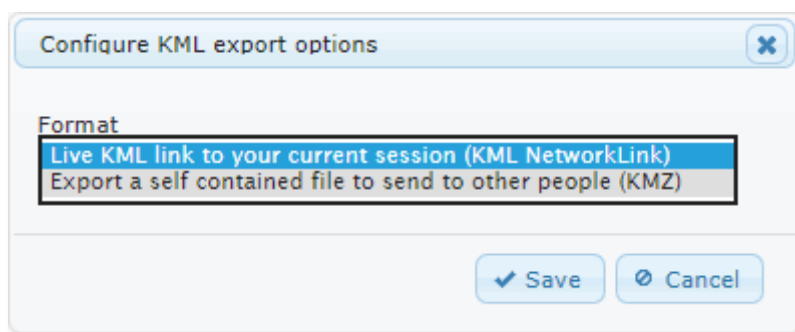 Configure KML export options
Format
Live KML link to your current session (KML NetworkLink)
Export a self contained file to send to other people (KMZ)
Save
Cancel